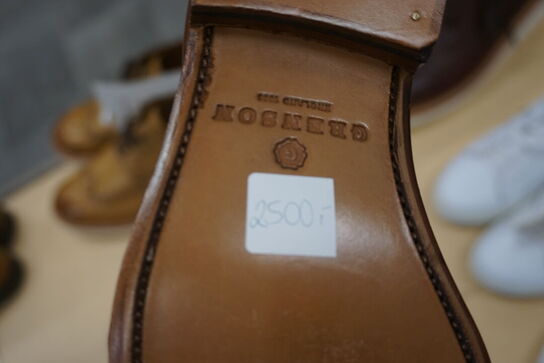 GRENSON
ENGLAND 1866
G
2500,-